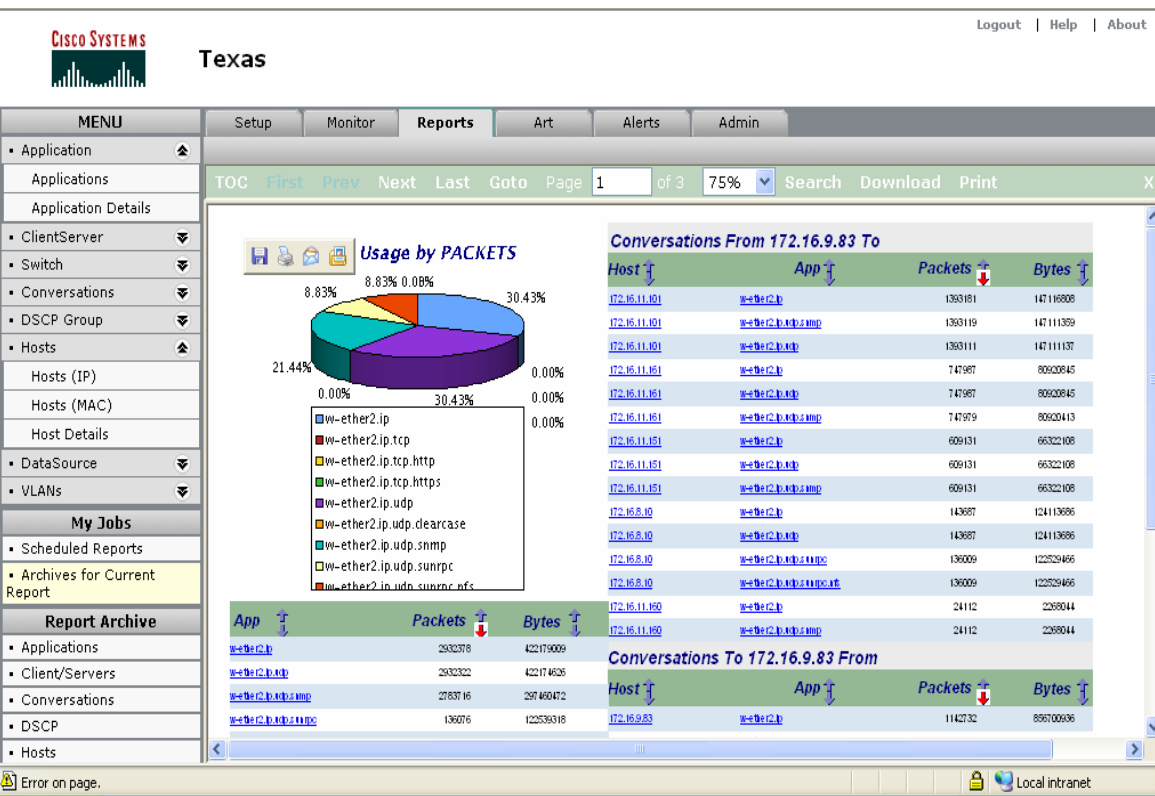 Logout | Help | About
CISCO SYSTEMS
Texas
MENU
Setup
Monitor
Reports
Art
Alerts
Admin
Application
Applications
Application Details
ClientServer
Switch
Conversations
DSCP Group
Hosts
Hosts (IP)
Hosts (MAC)
Host Details
DataSource
VLANs
My Jobs
Scheduled Reports
Archives for Current
Report
Report Archive
Applications
Client/Servers
Conversations
DSCP
Hosts
TOC First Prev Next Last Goto Page 1 of 3 75% Search Download Print X
Usage by PACKETS
8.83% 0.08%
8.83%
30.43%
21.44%
0.00%
0.00%
30.43%
0.00%
0.00%
w-ether2.ip
w-ether2.ip.tcp
w-ether2.ip.tcp.http
w-ether2.ip.tcp.https
w-ether2.ip.udp
w-ether2.ip.udp.clearcase
w-ether2.ip.udp.snmp
w-ether2.ip.udp.sunrpc
w-ether2.ip.udp.sunrpc.nfs
App Packets Bytes
w-ether2.ip 2932378 422179009
w-ether2.ip.udp 2932322 422174626
w-ether2.ip.udp.snmp 2783716 297460472
w-ether2.ip.udp.sunrpc 136076 122539318
Conversations From 172.16.9.83 To
Host App Packets Bytes
172.16.11.101 w-ether2.ip 1393181 147116808
172.16.11.101 w-ether2.ip.udp.snmp 1393119 147111359
172.16.11.101 w-ether2.ip.udp 1393111 147111137
172.16.11.161 w-ether2.ip 747987 80920845
172.16.11.161 w-ether2.ip.udp 747987 80920845
172.16.11.161 w-ether2.ip.udp.snmp 747979 80920413
172.16.11.151 w-ether2.ip 609131 66322108
172.16.11.151 w-ether2.ip.udp 609131 66322108
172.16.11.151 w-ether2.ip.udp.snmp 609131 66322108
172.16.8.10 w-ether2.ip 143687 124113686
172.16.8.10 w-ether2.ip.udp 143687 124113686
172.16.8.10 w-ether2.ip.udp.sunrpc 136009 122529466
172.16.8.10 w-ether2.ip.udp.sunrpc.nfs 136009 122529466
172.16.11.160 w-ether2.ip 24112 2268044
172.16.11.160 w-ether2.ip.udp.snmp 24112 2268044
Conversations To 172.16.9.83 From
Host App Packets Bytes
172.16.9.83 w-ether2.ip 1142732 856700936
Error on page.
Local intranet